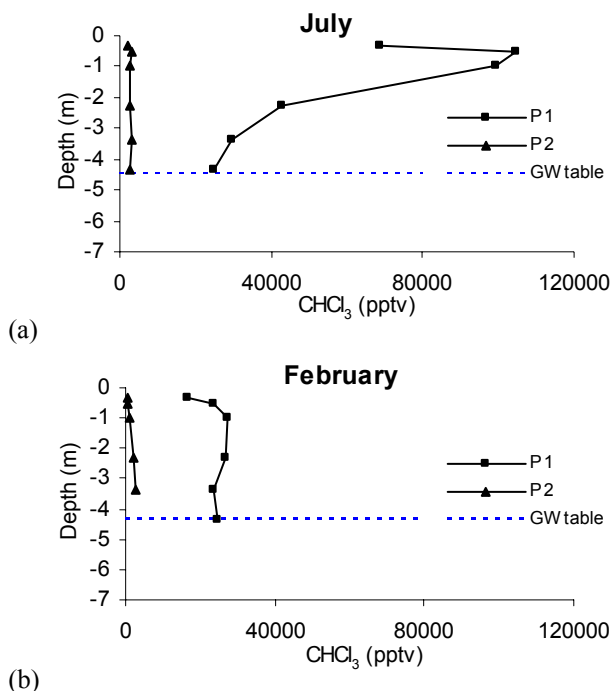 July
0
-1
-2
-3
-4
-5
-6
-7
Depth (m)
P1
P2
GW table
0 40000 80000 120000
CHCl₃ (pptv)
(a)
February
0
-1
-2
-3
-4
-5
-6
-7
Depth (m)
P1
P2
GW table
0 40000 80000 120000
CHCl₃ (pptv)
(b)